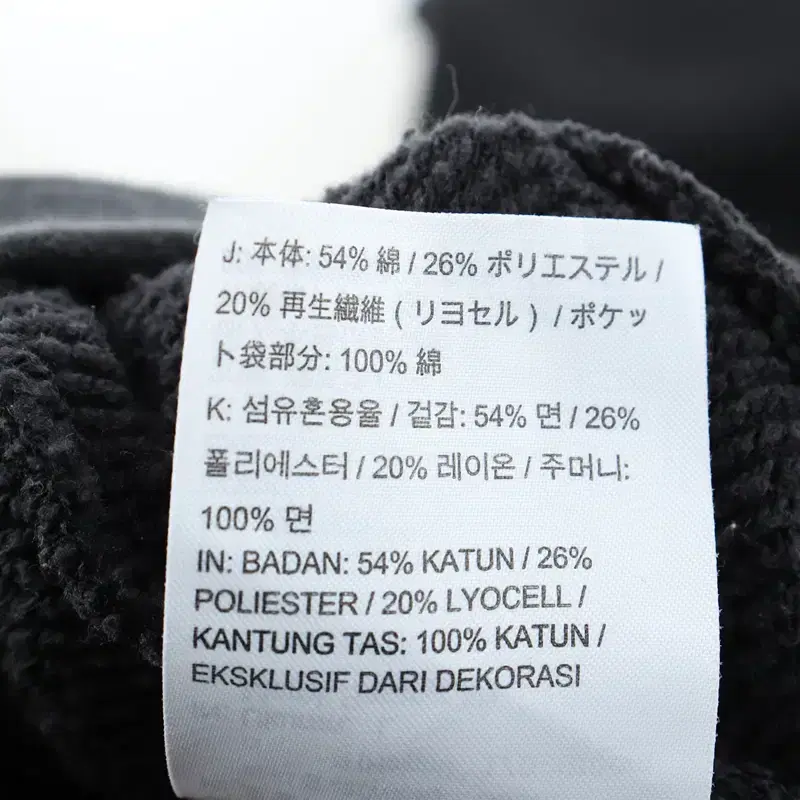 J: 本体: 54% 綿 / 26% ポリエステル /
20% 再生繊維 ( リヨセル ) / ポケッ
ト袋部分: 100% 綿
K: 섬유혼용율 / 겉감: 54% 면 / 26%
폴리에스터 / 20% 레이온 / 주머니:
100% 면
IN: BADAN: 54% KATUN / 26%
POLIESTER / 20% LYOCELL /
KANTUNG TAS: 100% KATUN /
EKSKLUSIF DARI DEKORASI